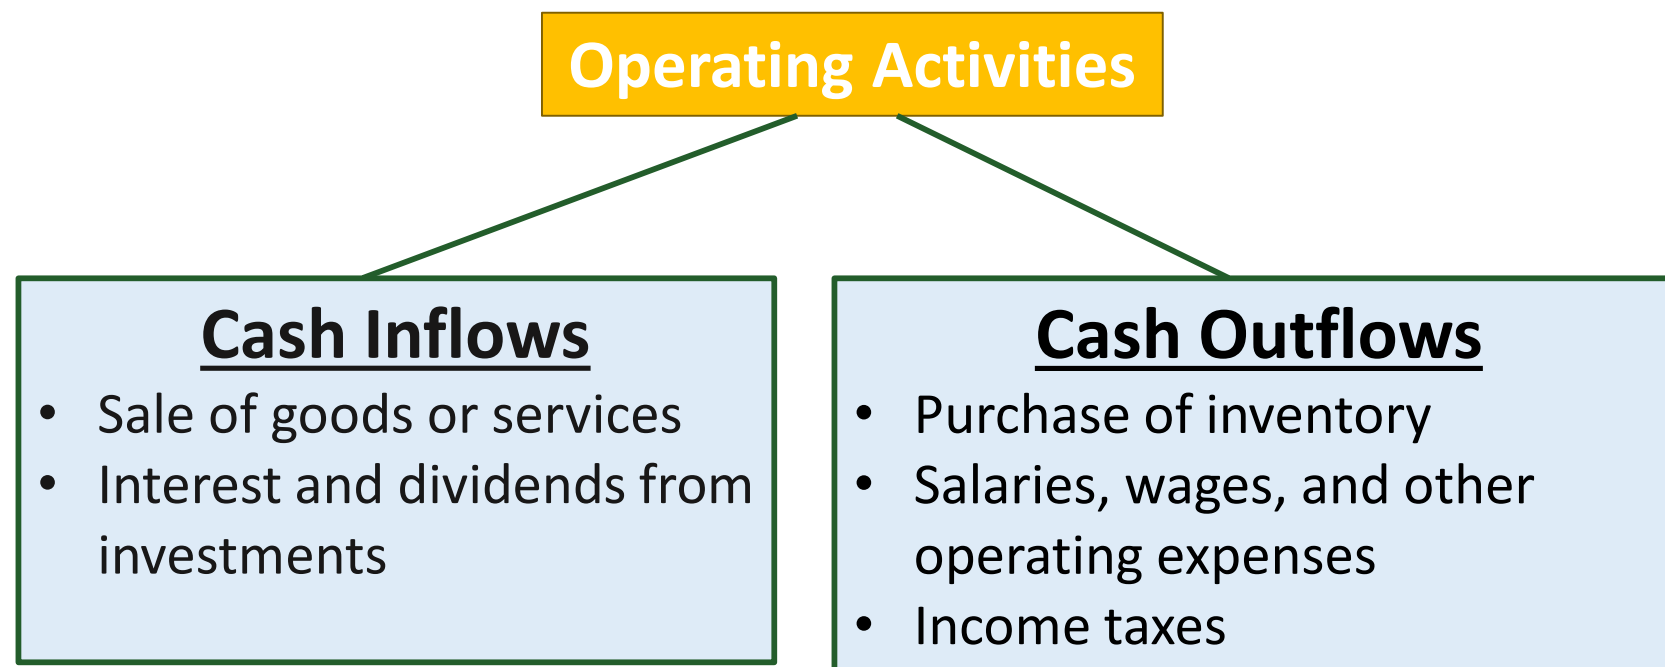 Operating Activities
Cash Inflows
• Sale of goods or services
• Interest and dividends from
investments
Cash Outflows
• Purchase of inventory
• Salaries, wages, and other
operating expenses
• Income taxes